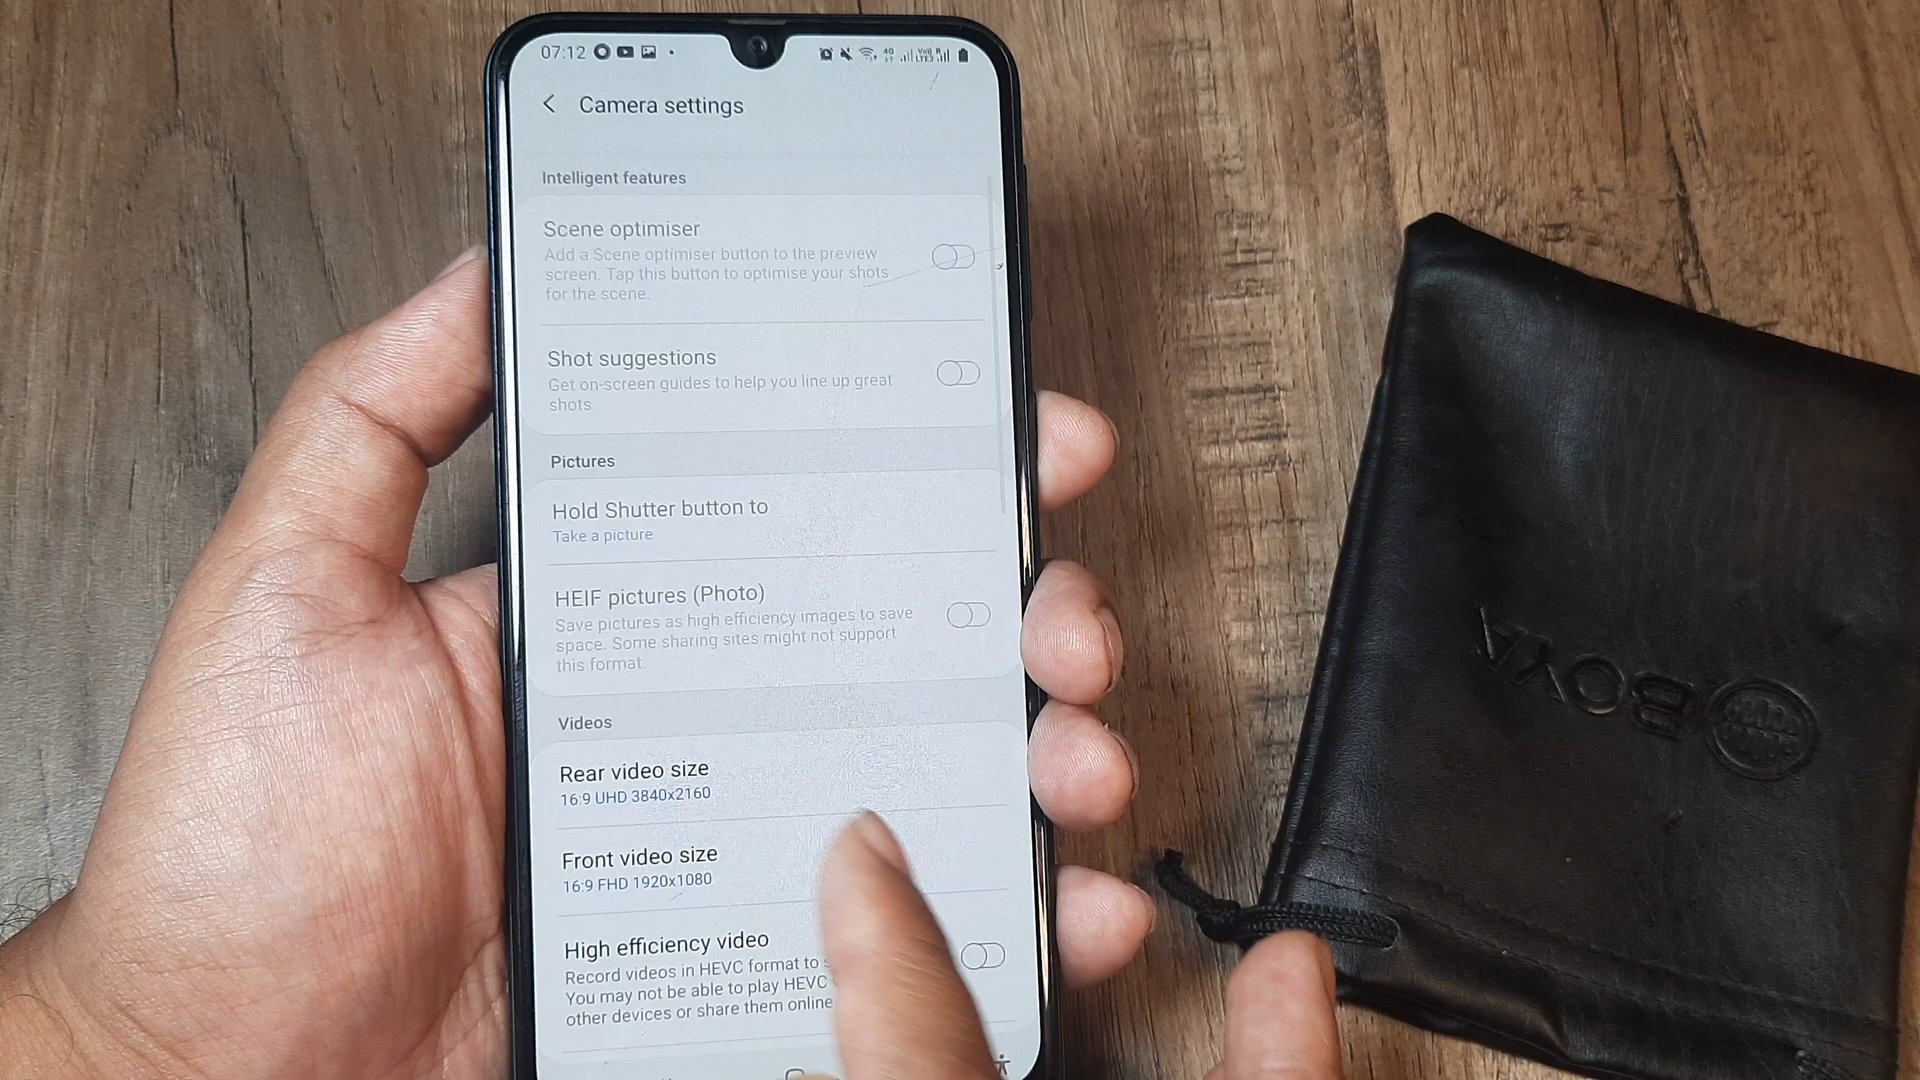 07:12
Camera settings
Intelligent features
Scene optimiser
Add a Scene optimiser button to the preview
screen. Tap this button to optimise your shots
for the scene.
Shot suggestions
Get on-screen guides to help you line up great
shots.
Pictures
Hold Shutter button to
Take a picture
HEIF pictures (Photo)
Save pictures as high efficiency images to save
space. Some sharing sites might not support
this format.
Videos
Rear video size
16:9 UHD 3840x2160
Front video size
16:9 FHD 1920x1080
High efficiency video
Record videos in HEVC format to
You may not be able to play HEVC
other devices or share them online
BOYA